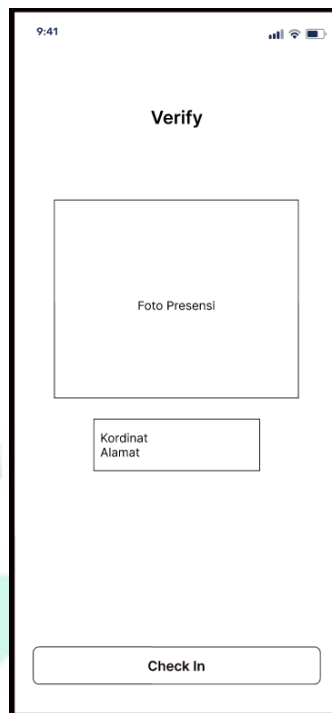 9:41
Verify
Foto Presensi
Kordinat
Alamat
Check In